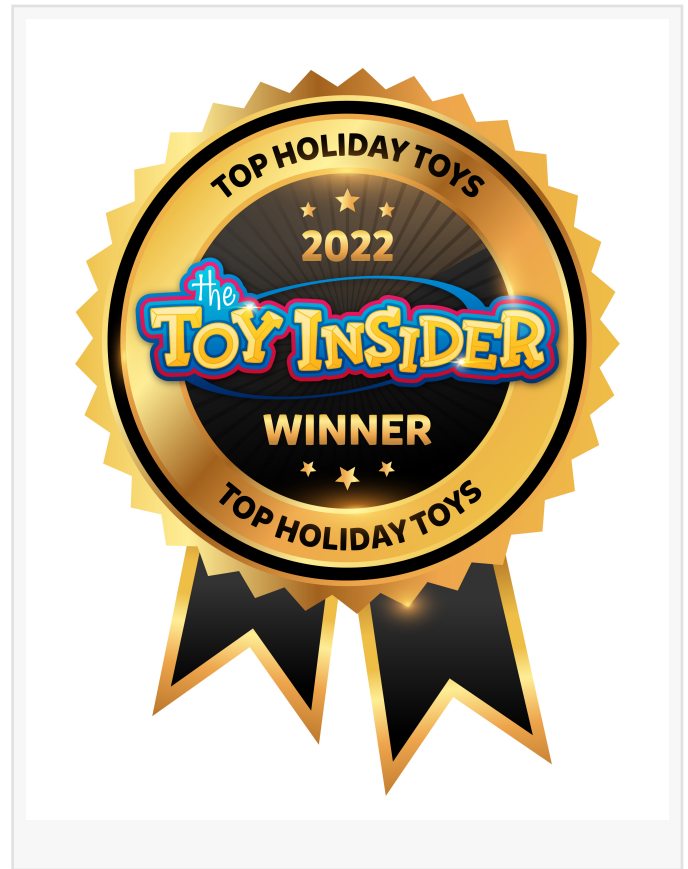 TOP HOLIDAY TOYS
2022
the
TOY INSIDER
WINNER
TOP HOLIDAY TOYS